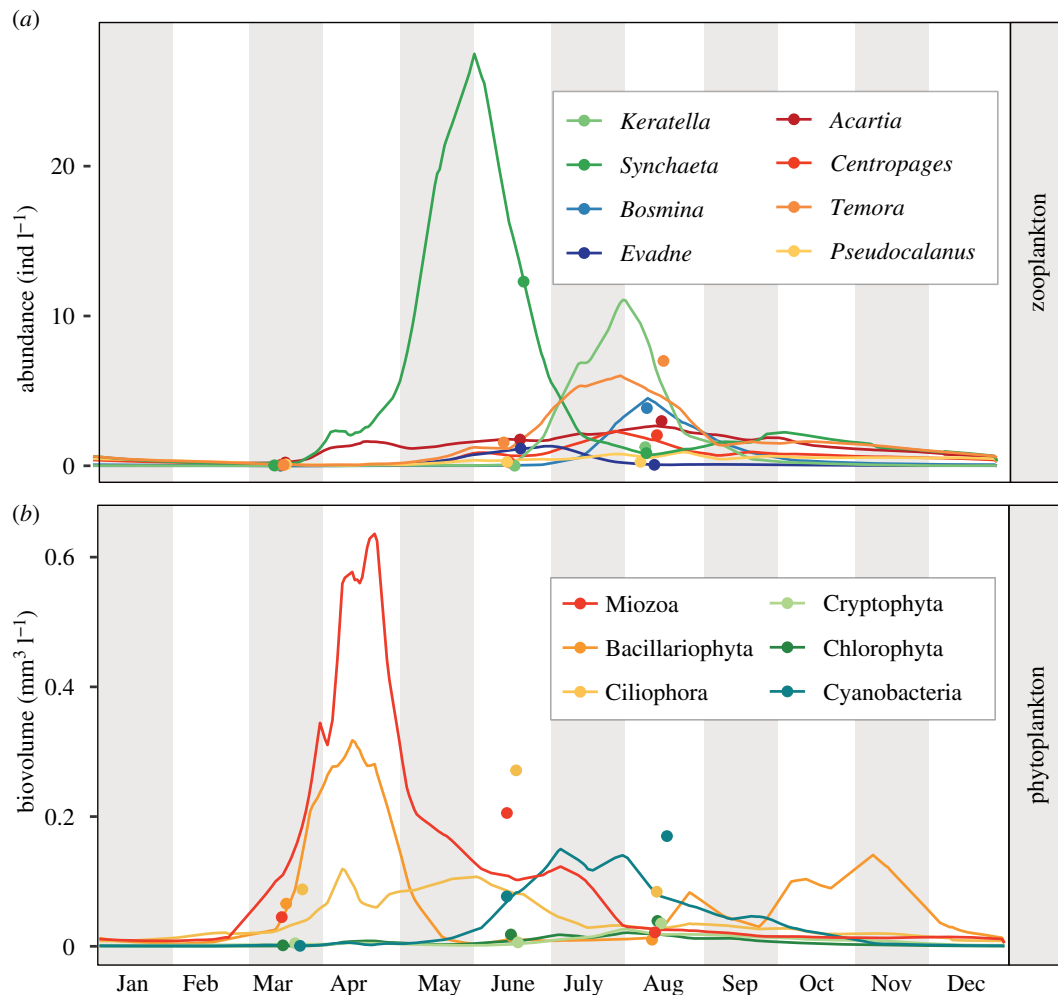 (a)
abundance (ind l⁻¹)
20
10
0
Keratella
Synchaeta
Bosmina
Evadne
Acartia
Centropages
Temora
Pseudocalanus
zooplankton
(b)
biovolume (mm³ l⁻¹)
0.6
0.4
0.2
0
Miozoa
Bacillariophyta
Ciliophora
Cryptophyta
Chlorophyta
Cyanobacteria
phytoplankton
Jan Feb Mar Apr May June July Aug Sep Oct Nov Dec